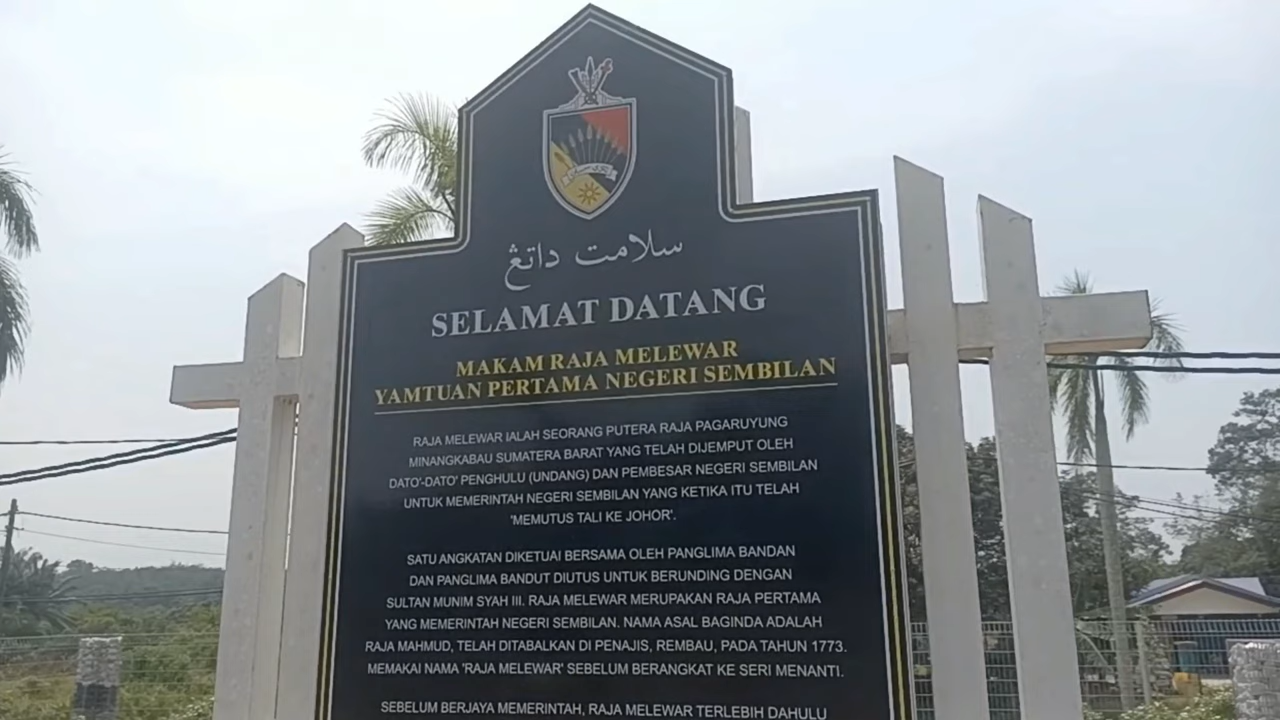 سلامت داتڠ
SELAMAT DATANG
MAKAM RAJA MELEWAR
YAMTUAN PERTAMA NEGERI SEMBILAN
RAJA MELEWAR IALAH SEORANG PUTERA RAJA PAGARUYUNG
MINANGKABAU SUMATERA BARAT YANG TELAH DIJEMPUT OLEH
DATO'-DATO' PENGHULU (UNDANG) DAN PEMBESAR NEGERI SEMBILAN
UNTUK MEMERINTAH NEGERI SEMBILAN YANG KETIKA ITU TELAH
'MEMUTUS TALI KE JOHOR'.
SATU ANGKATAN DIKETUAI BERSAMA OLEH PANGLIMA BANDAN
DAN PANGLIMA BANDUT DIUTUS UNTUK BERUNDING DENGAN
SULTAN MUNIM SYAH III. RAJA MELEWAR MERUPAKAN RAJA PERTAMA
YANG MEMERINTAH NEGERI SEMBILAN. NAMA ASAL BAGINDA ADALAH
RAJA MAHMUD, TELAH DITABALKAN DI PENAJIS, REMBAU, PADA TAHUN 1773.
MEMAKAI NAMA 'RAJA MELEWAR' SEBELUM BERANGKAT KE SERI MENANTI.
SEBELUM BERJAYA MEMERINTAH, RAJA MELEWAR TERLEBIH DAHULU